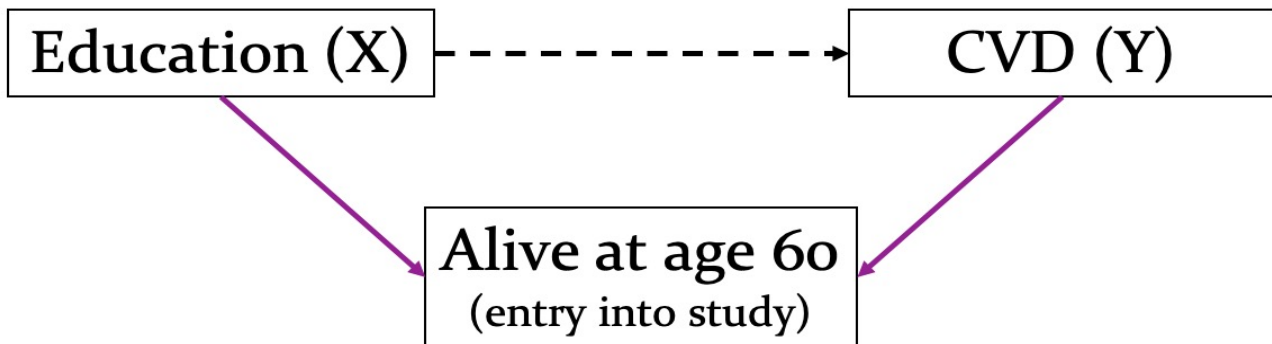 Education (X)
CVD (Y)
Alive at age 60
(entry into study)